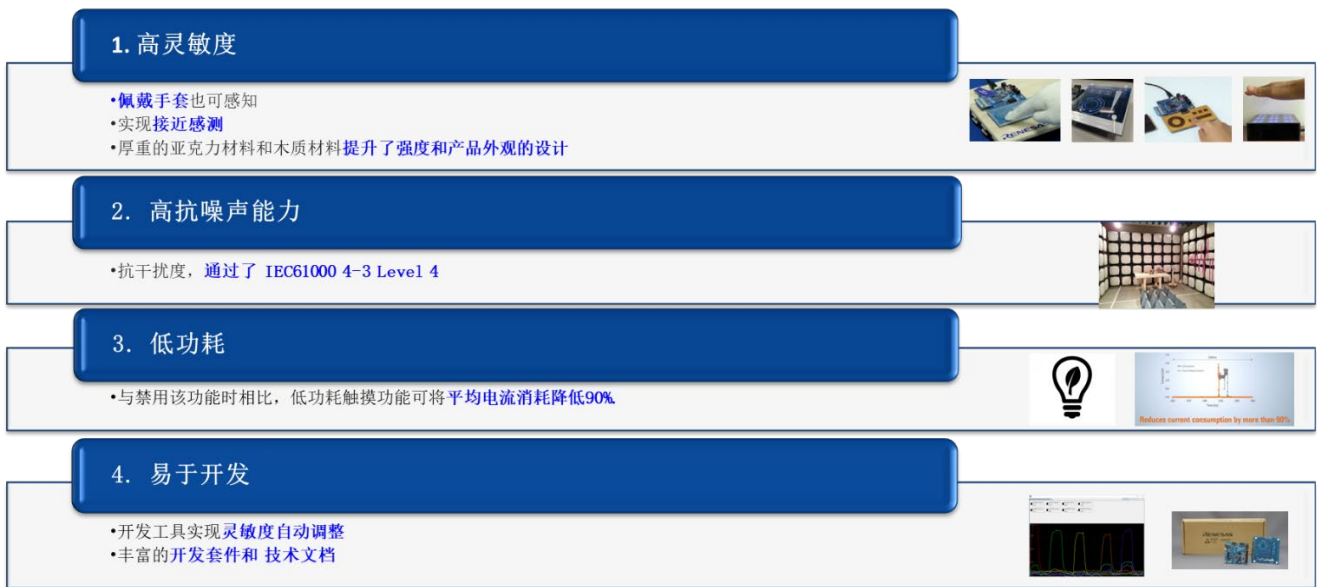 1. 高灵敏度
•佩戴手套也可感知
•实现接近感测
•厚重的亚克力材料和木质材料提升了强度和产品外观的设计
RENESAS
2. 高抗噪声能力
•抗干扰度，通过了 IEC61000 4-3 Level 4
3. 低功耗
•与禁用该功能时相比，低功耗触摸功能可将平均电流消耗降低90%.
Reduces current consumption by more than 90%
4. 易于开发
•开发工具实现灵敏度自动调整
•丰富的开发套件和 技术文档
RENESAS